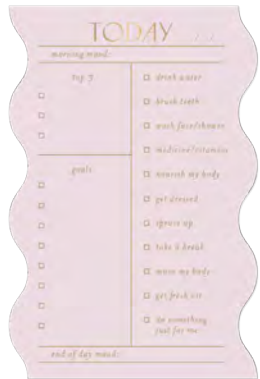 TODAY
morning mood:
top 3
goals
drink water
brush teeth
wash face/shower
medicine/vitamins
nourish my body
get dressed
spruce up
take a break
move my body
get fresh air
do something
just for me
end of day mood: